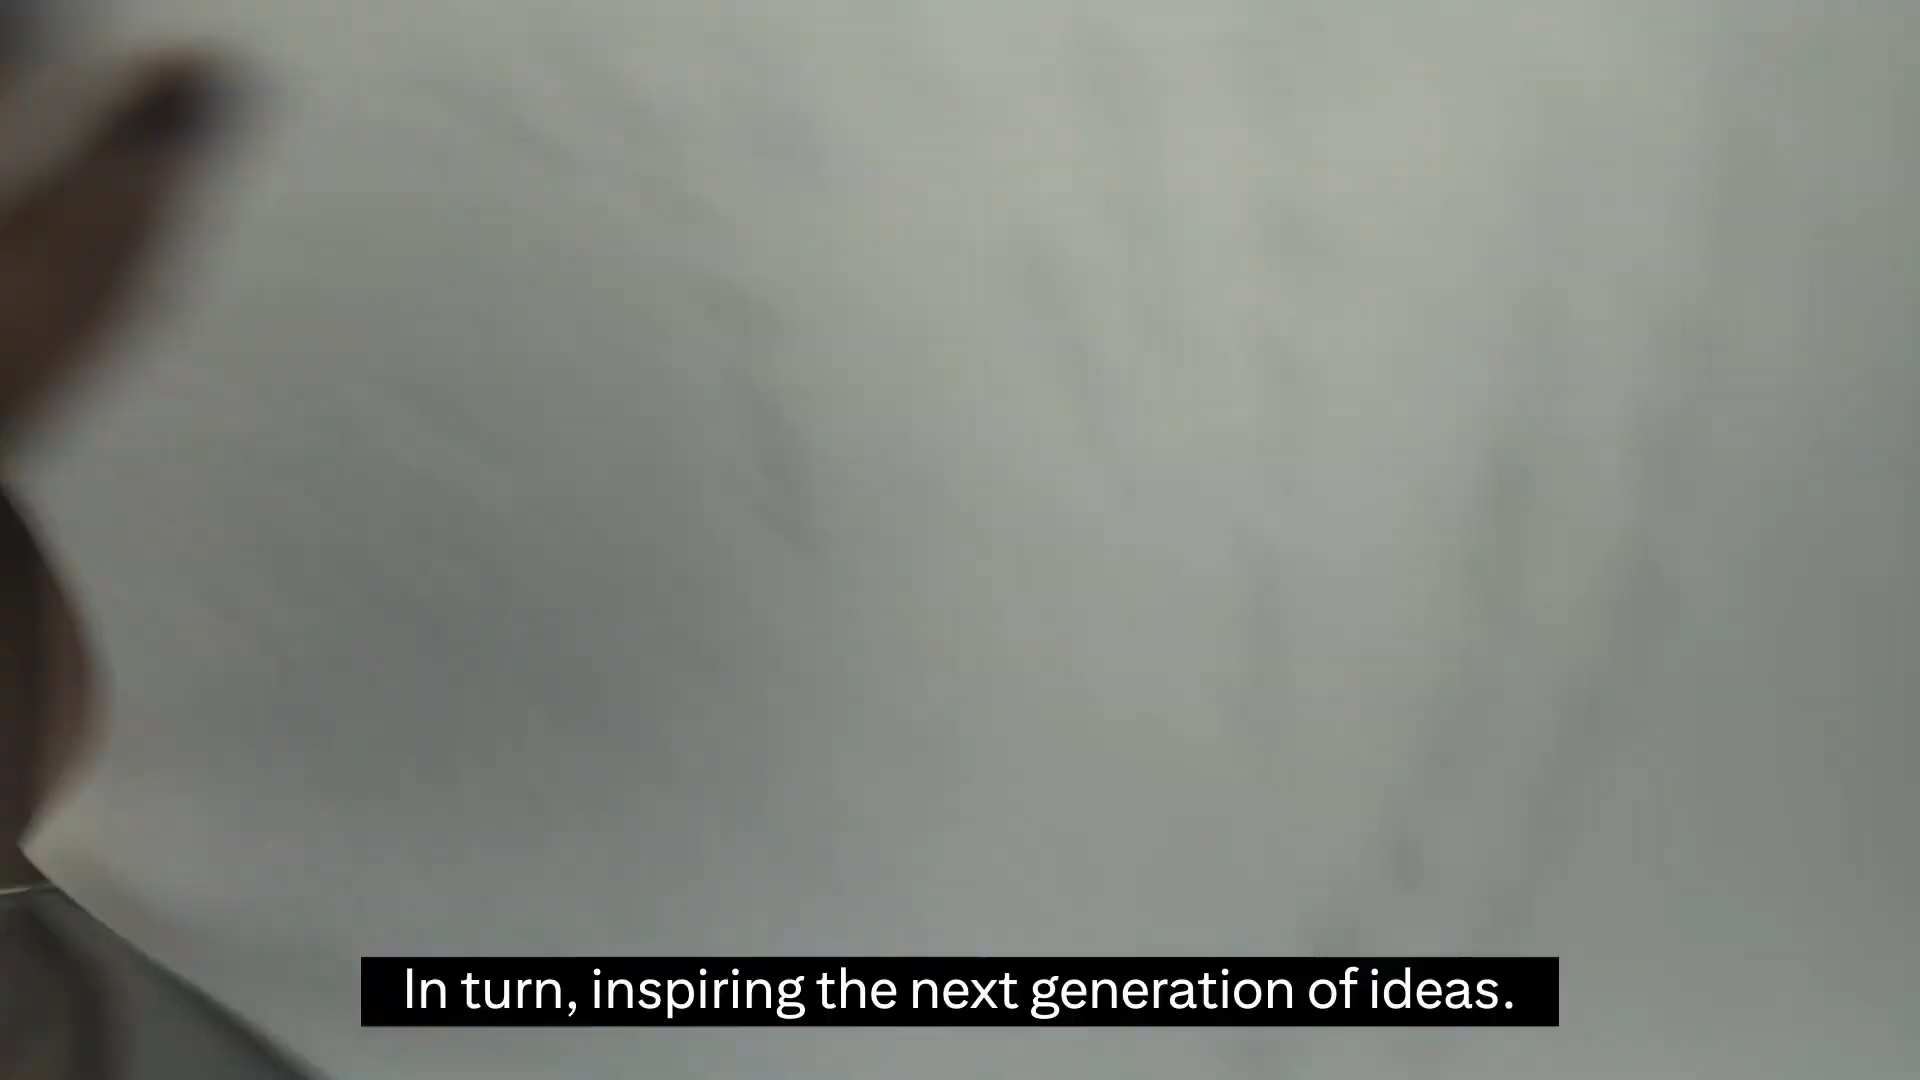 In turn, inspiring the next generation of ideas.